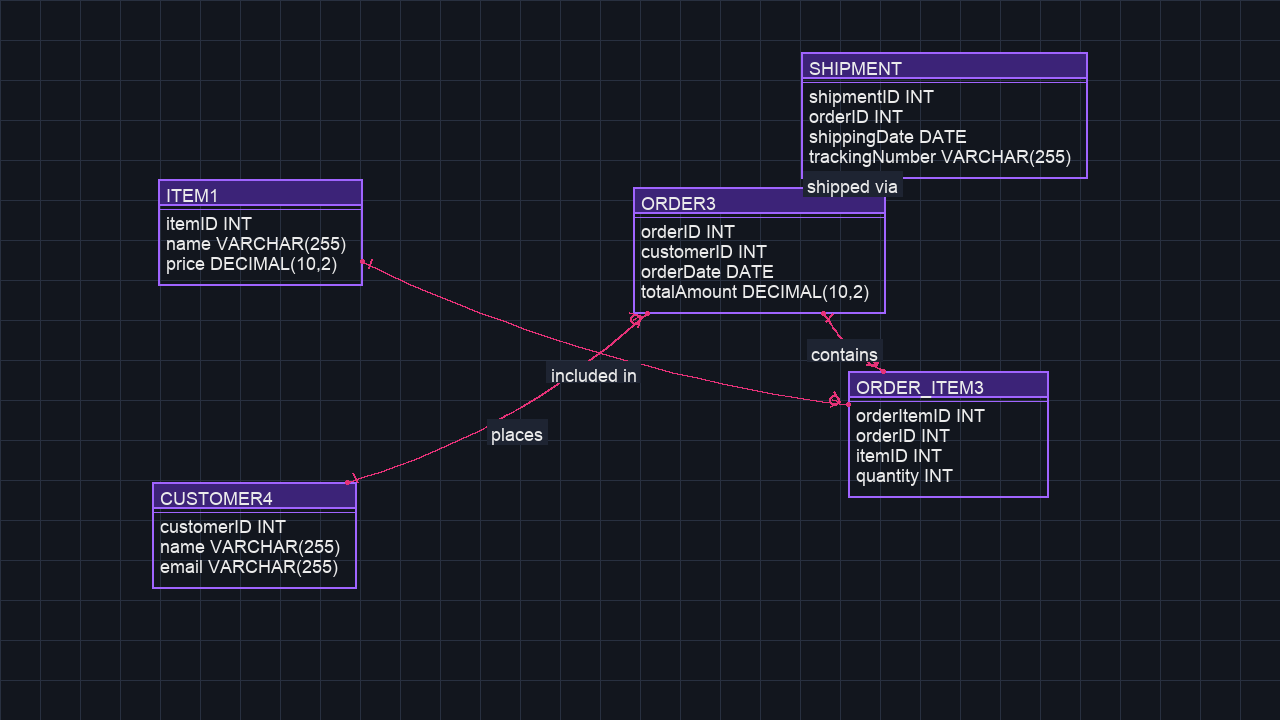 SHIPMENT
shipmentID INT
orderID INT
shippingDate DATE
trackingNumber VARCHAR(255)
shipped via
ITEM1
itemID INT
name VARCHAR(255)
price DECIMAL(10,2)
ORDER3
orderID INT
customerID INT
orderDate DATE
totalAmount DECIMAL(10,2)
contains
included in
places
ORDER_ITEM3
orderItemID INT
orderID INT
itemID INT
quantity INT
CUSTOMER4
customerID INT
name VARCHAR(255)
email VARCHAR(255)